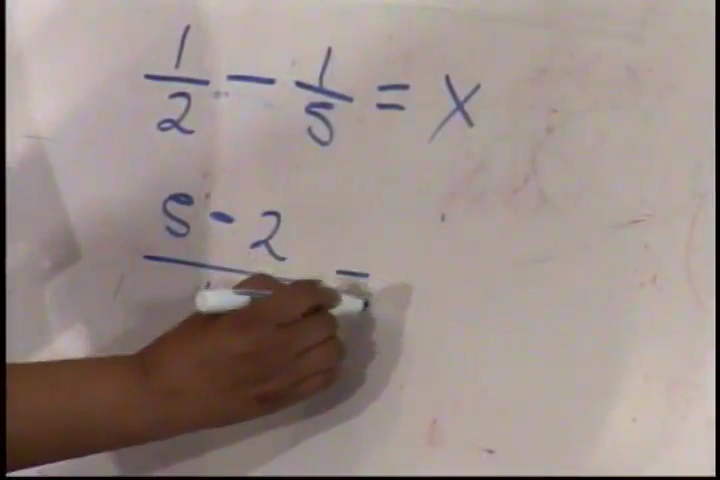 1/2 - 1/5 = X
5 - 2 =